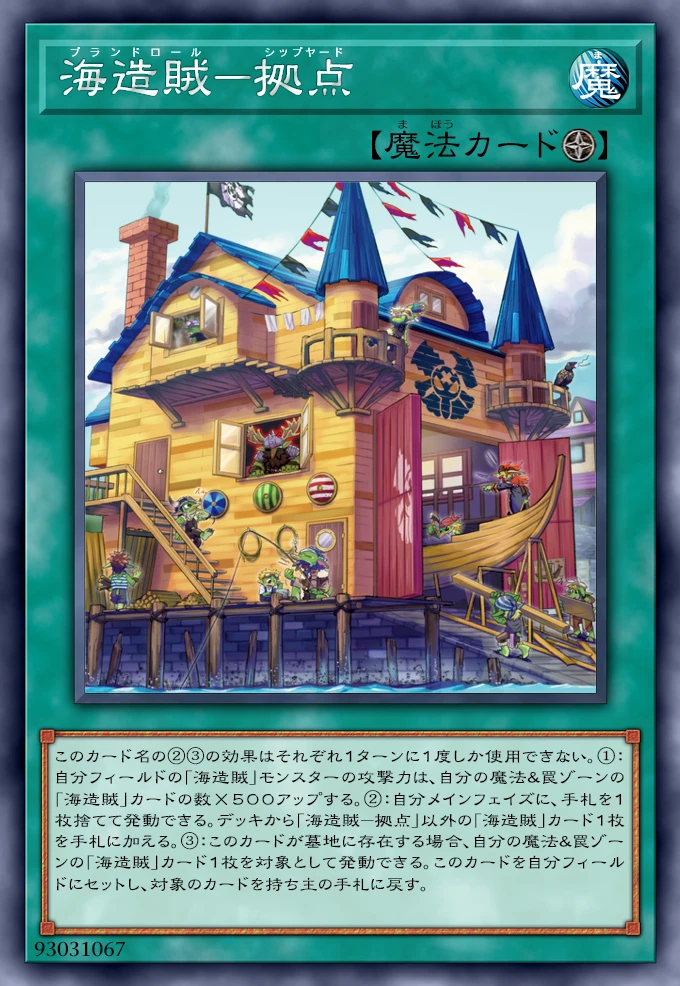 プランドロール シップヤード
海造賊―拠点
ま
魔
ま ほう
【魔法カード】
このカード名の②③の効果はそれぞれ１ターンに１度しか使用できない。①：
自分フィールドの「海造賊」モンスターの攻撃力は、自分の魔法＆罠ゾーンの
「海造賊」カードの数×５００アップする。②：自分メインフェイズに、手札を１
枚捨てて発動できる。デッキから「海造賊―拠点」以外の「海造賊」カード１枚
を手札に加える。③：このカードが墓地に存在する場合、自分の魔法＆罠ゾー
ンの「海造賊」カード１枚を対象として発動できる。このカードを自分フィール
ドにセットし、対象のカードを持ち主の手札に戻す。
93031067